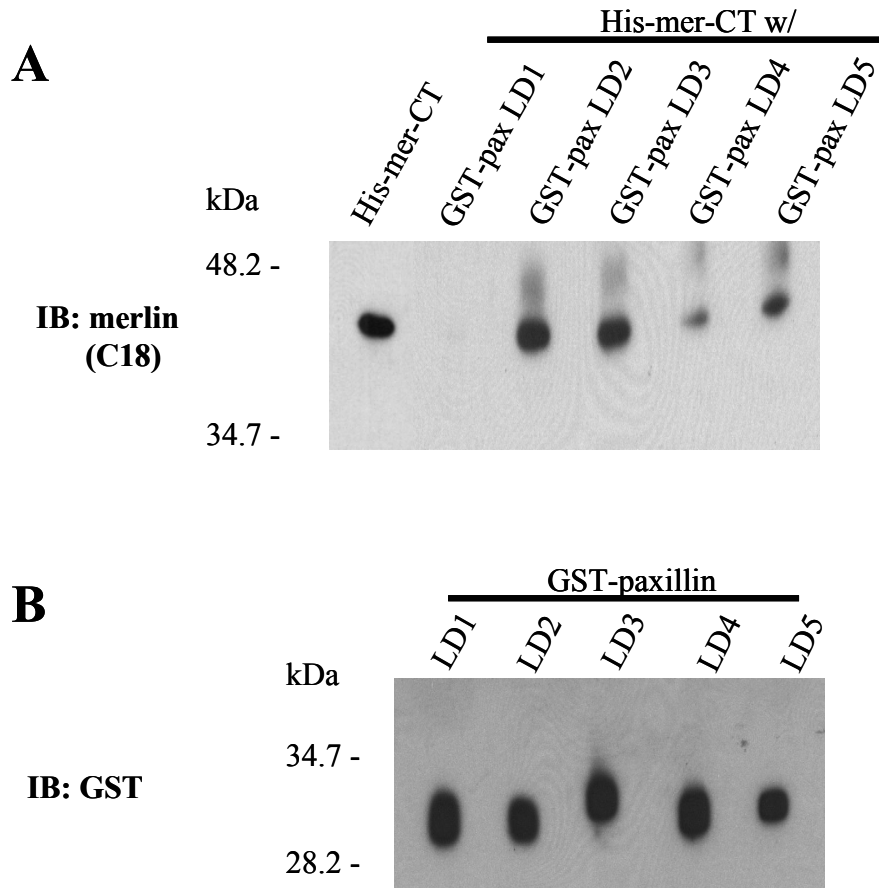 A
His-mer-CT w/
His-mer-CT
GST-pax LD1
GST-pax LD2
GST-pax LD3
GST-pax LD4
GST-pax LD5
kDa
48.2 -
IB: merlin
(C18)
34.7 -
B
GST-paxillin
LD1
LD2
LD3
LD4
LD5
kDa
34.7 -
IB: GST
28.2 -